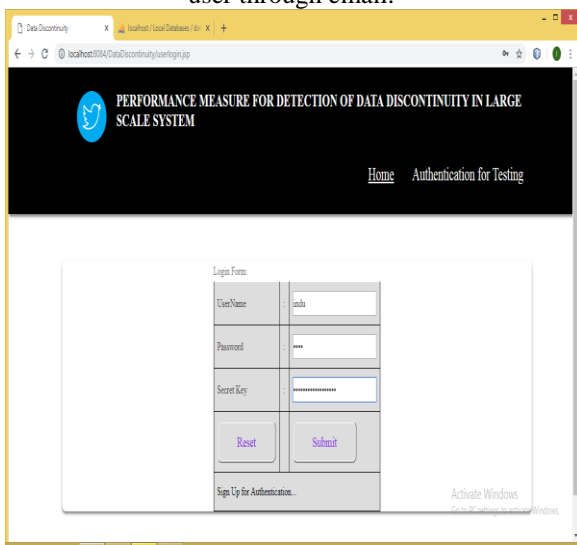 user through email.
Data Discontinuity
localhost / Local Databases / dis
localhost:8084/DataDiscontinuity/userlogin.jsp
PERFORMANCE MEASURE FOR DETECTION OF DATA DISCONTINUITY IN LARGE
SCALE SYSTEM
Home Authentication for Testing
Login Form:
UserName : indu
Password : ••••
Secret Key :
Reset Submit
Sign Up for Authentication...
Activate Windows
Go to PC settings to activate Windows.